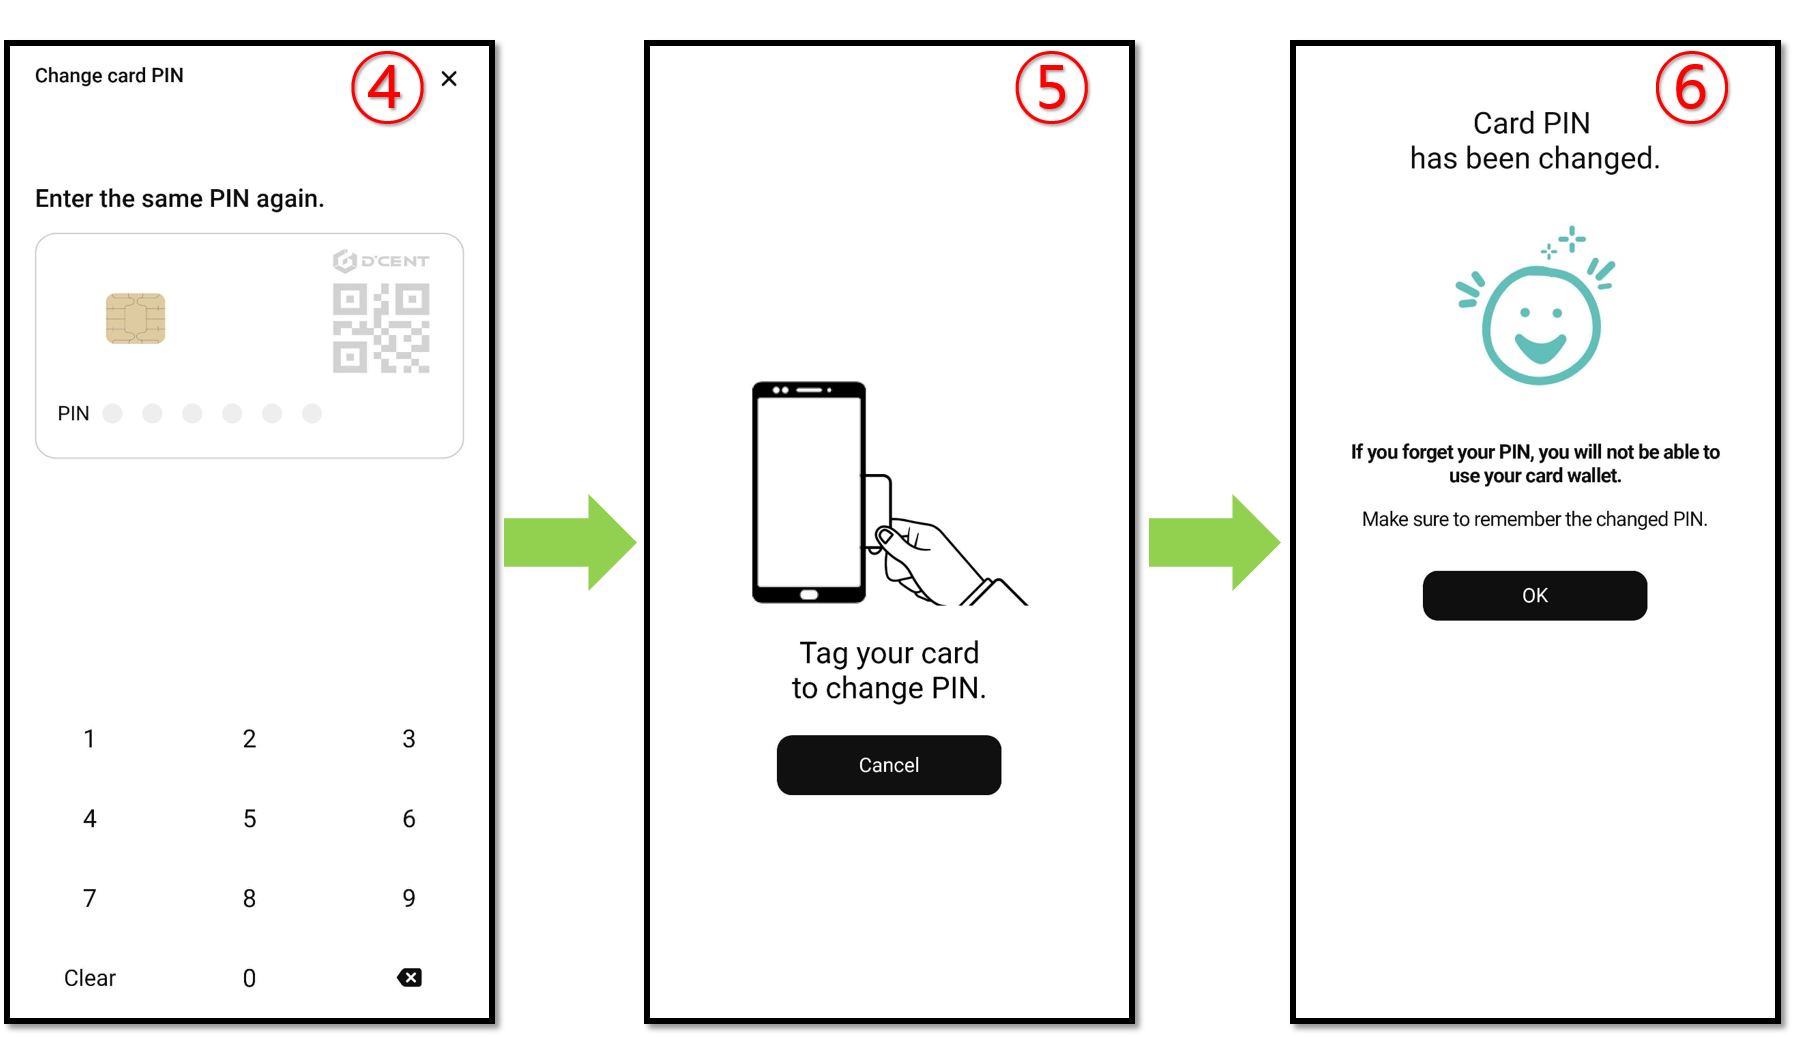 Change card PIN
④
Enter the same PIN again.
D'CENT
PIN
1 2 3
4 5 6
7 8 9
Clear 0
⑤
Tag your card
to change PIN.
Cancel
⑥
Card PIN
has been changed.
If you forget your PIN, you will not be able to
use your card wallet.
Make sure to remember the changed PIN.
OK